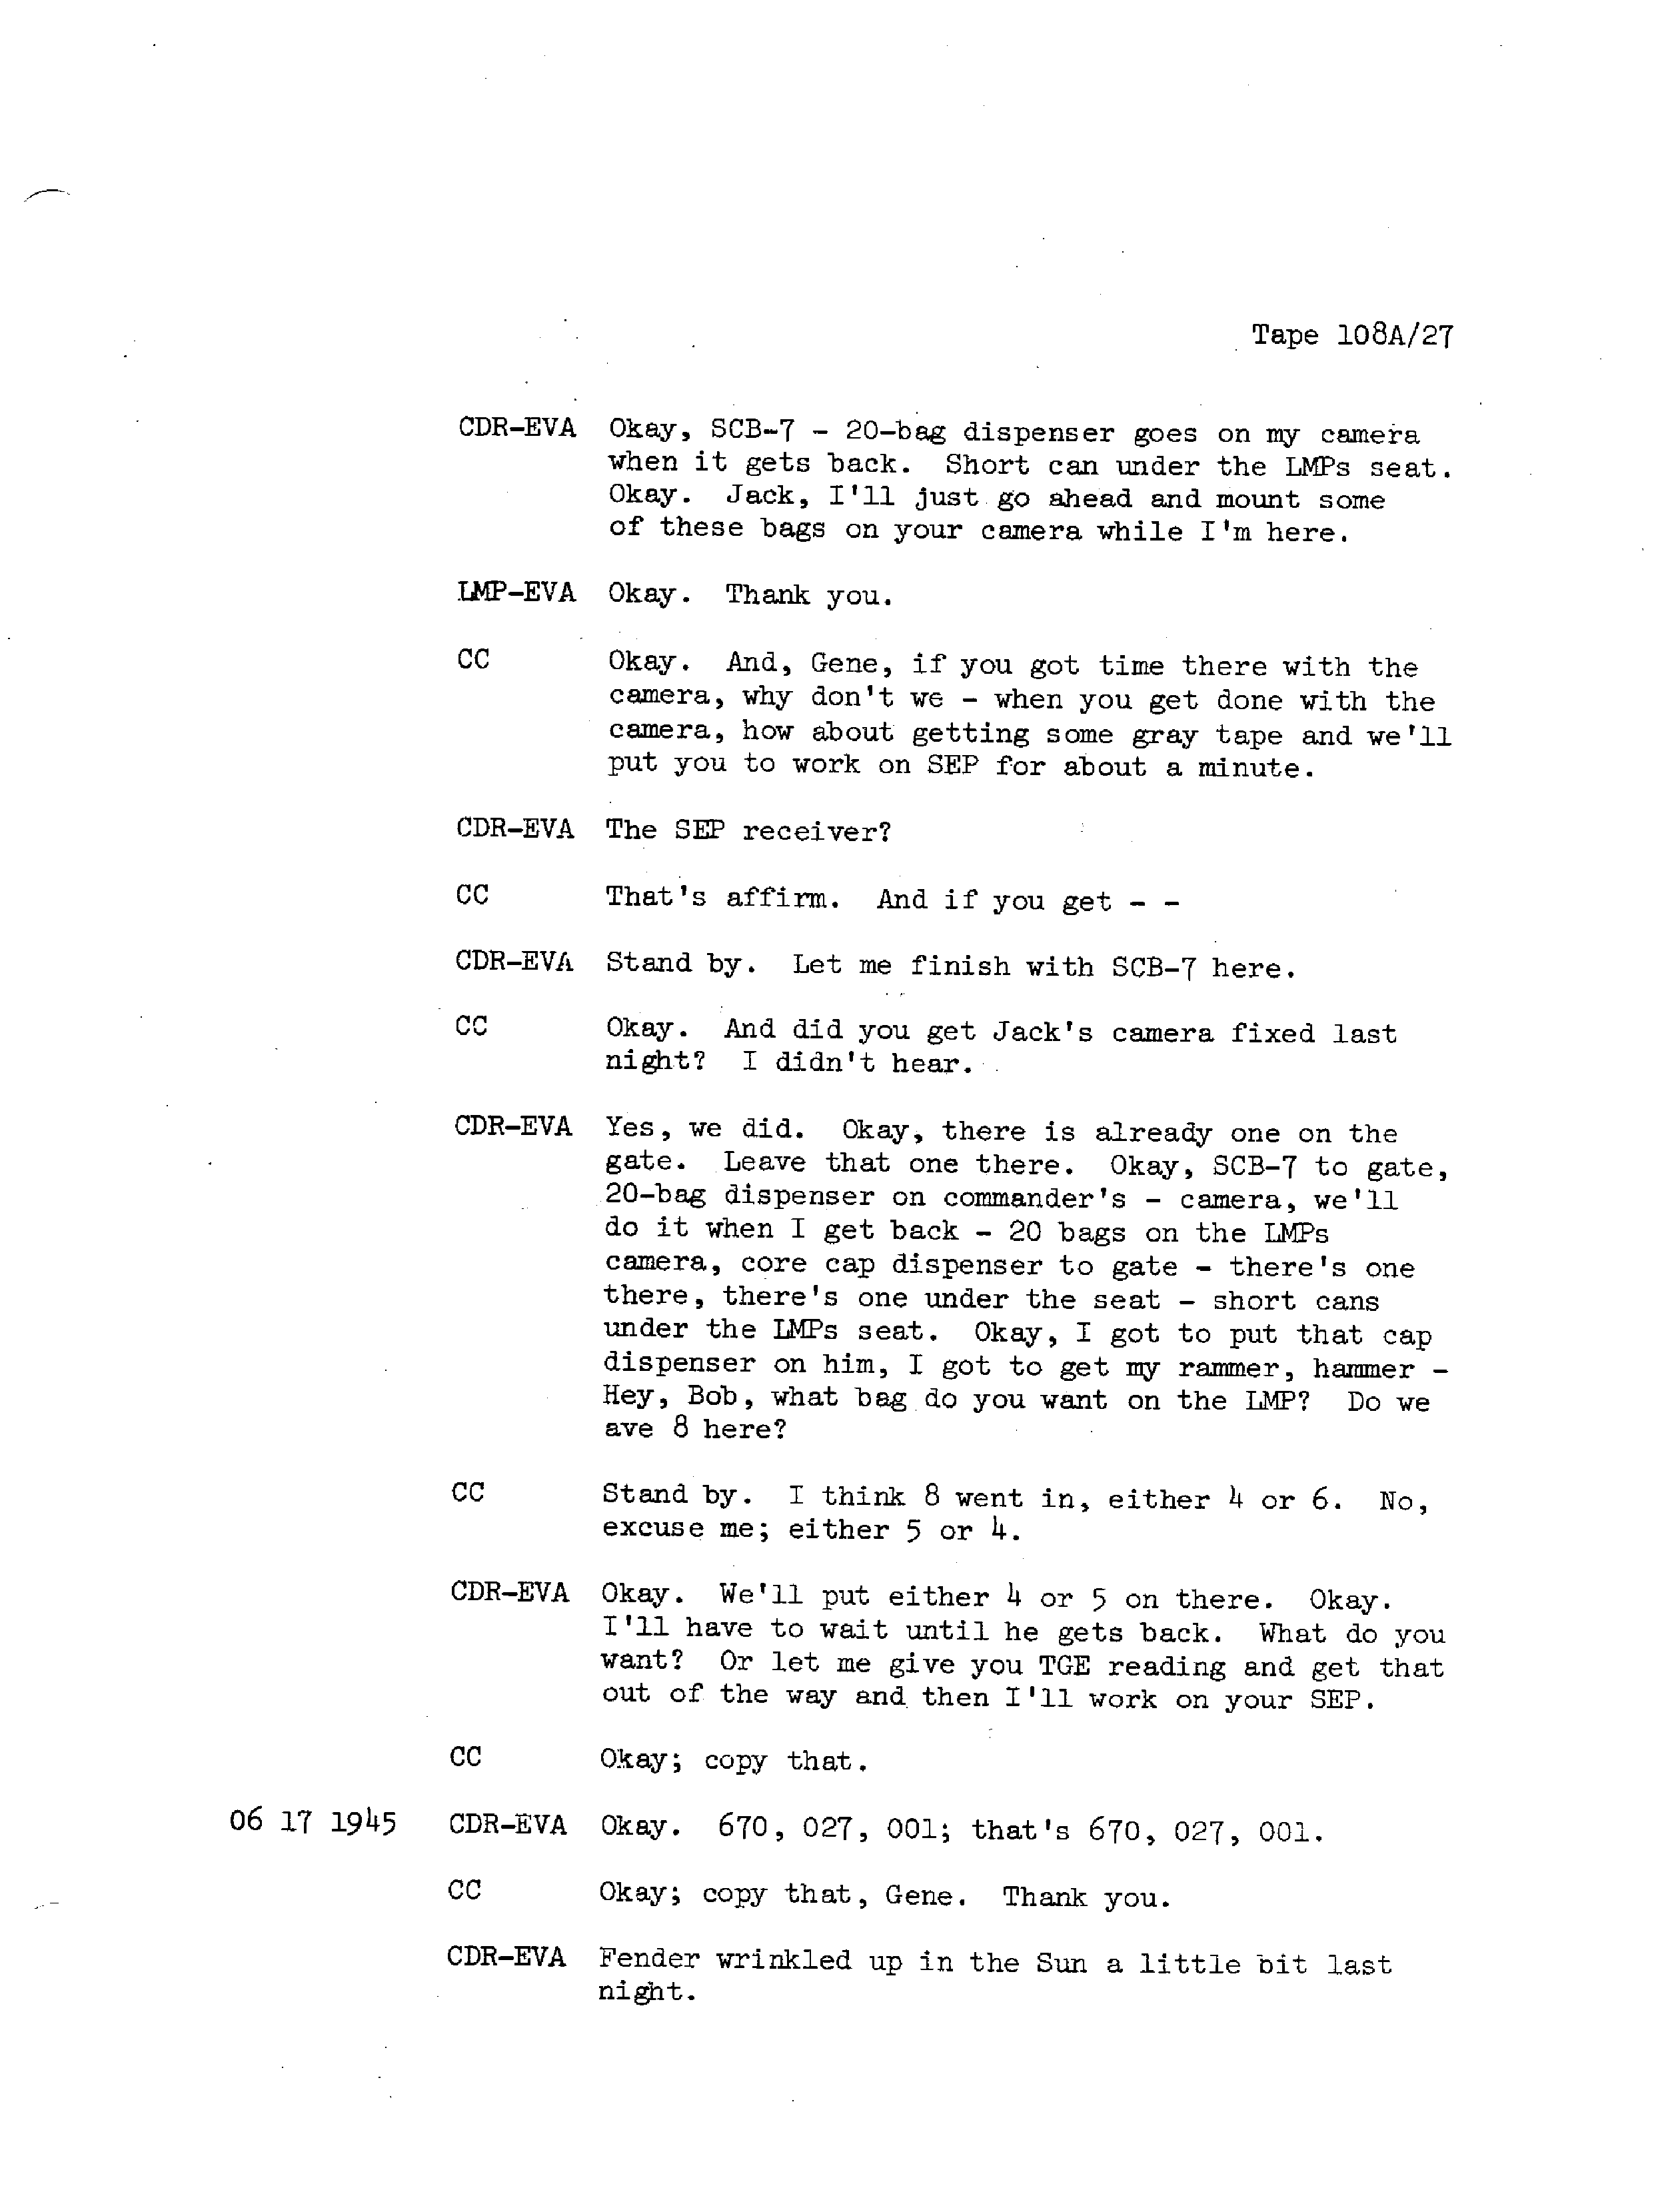 Tape 108A/27
CDR-EVA Okay, SCB-7 - 20-bag dispenser goes on my camera
when it gets back. Short can under the LMPs seat.
Okay. Jack, I'll just go ahead and mount some
of these bags on your camera while I'm here.
LMP-EVA Okay. Thank you.
CC Okay. And, Gene, if you got time there with the
camera, why don't we - when you get done with the
camera, how about getting some gray tape and we'll
put you to work on SEP for about a minute.
CDR-EVA The SEP receiver?
CC That's affirm. And if you get - -
CDR-EVA Stand by. Let me finish with SCB-7 here.
CC Okay. And did you get Jack's camera fixed last
night? I didn't hear.
CDR-EVA Yes, we did. Okay, there is already one on the
gate. Leave that one there. Okay, SCB-7 to gate,
20-bag dispenser on commander's - camera, we'll
do it when I get back - 20 bags on the LMPs
camera, core cap dispenser to gate - there's one
there, there's one under the seat - short cans
under the LMPs seat. Okay, I got to put that cap
dispenser on him, I got to get my rammer, hammer -
Hey, Bob, what bag do you want on the LMP? Do we
ave 8 here?
CC Stand by. I think 8 went in, either 4 or 6. No,
excuse me; either 5 or 4.
CDR-EVA Okay. We'll put either 4 or 5 on there. Okay.
I'll have to wait until he gets back. What do you
want? Or let me give you TGE reading and get that
out of the way and then I'll work on your SEP.
CC Okay; copy that.
06 17 1945 CDR-EVA Okay. 670, 027, 001; that's 670, 027, 001.
CC Okay; copy that, Gene. Thank you.
CDR-EVA Fender wrinkled up in the Sun a little bit last
night.